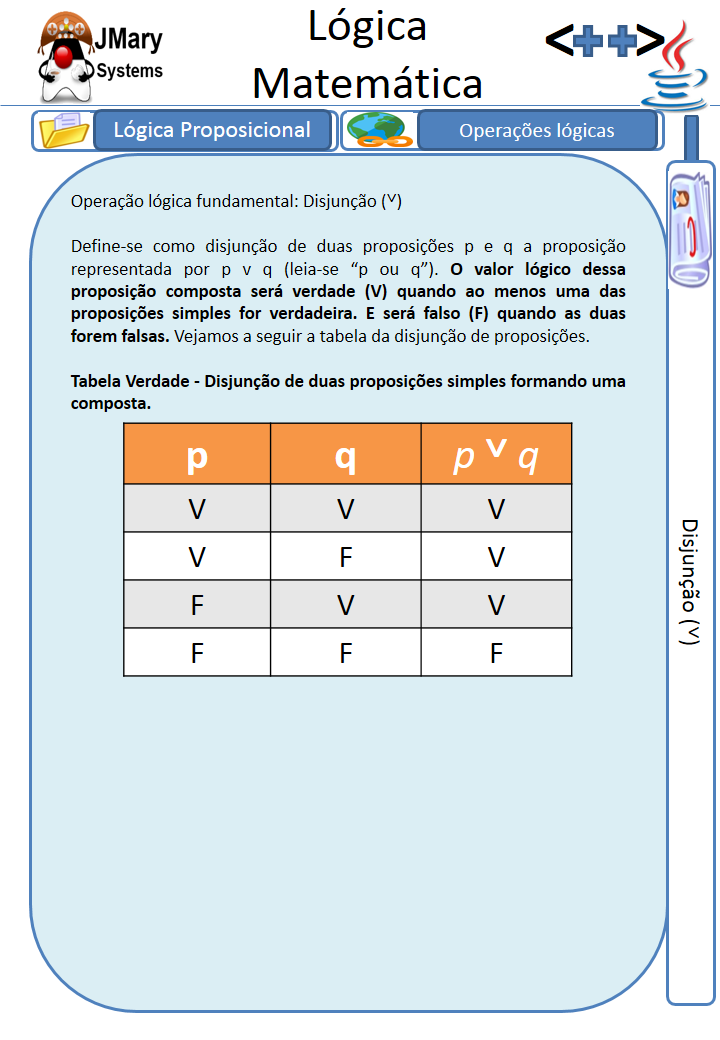 JMary
Systems
Lógica
Matemática
<++>
Lógica Proposicional
Operações lógicas
Operação lógica fundamental: Disjunção (˅)
Define-se como disjunção de duas proposições p e q a proposição
representada por p v q (leia-se “p ou q”). O valor lógico dessa
proposição composta será verdade (V) quando ao menos uma das
proposições simples for verdadeira. E será falso (F) quando as duas
forem falsas. Vejamos a seguir a tabela da disjunção de proposições.
Tabela Verdade - Disjunção de duas proposições simples formando uma
composta.
p q p ˅ q
V V V
V F V
F V V
F F F
Disjunção (˅)